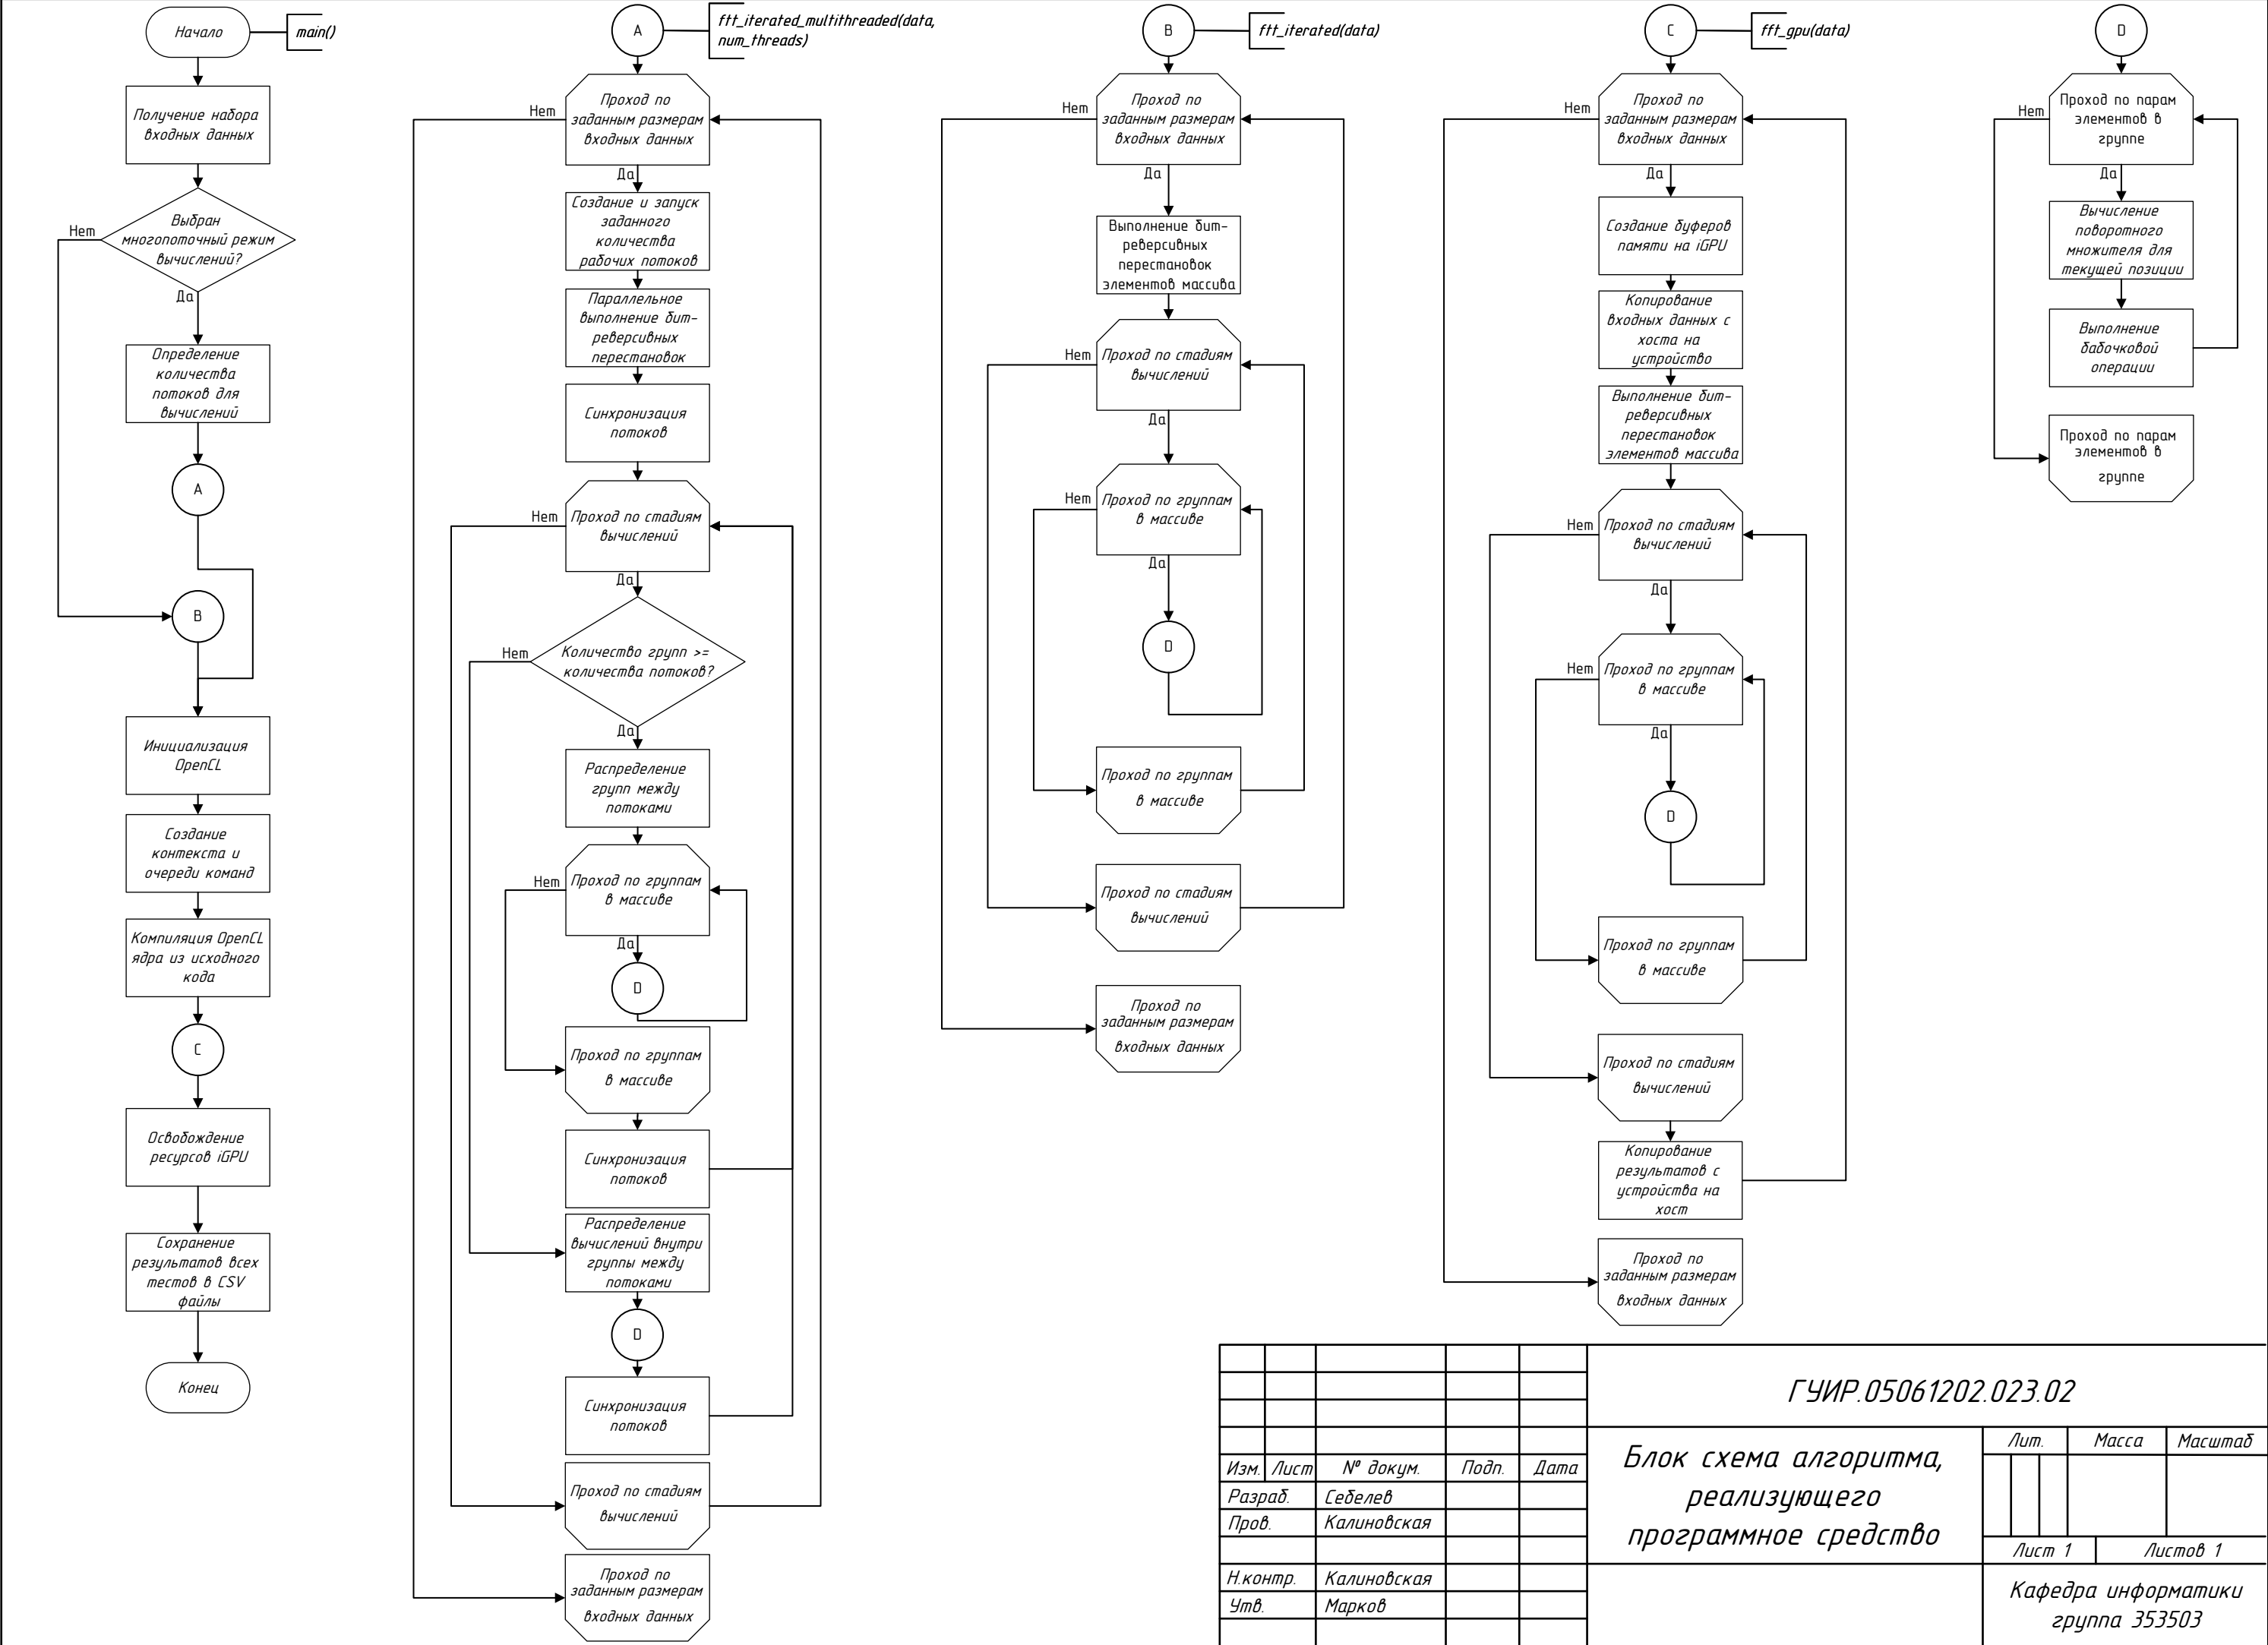 Начало
main()
Получение набора
входных данных
Выбран
многопоточный режим
вычислений?
Нет
Да
Определение
количества
потоков для
вычислений
A
B
Инициализация
OpenCL
Создание
контекста и
очереди команд
Компиляция OpenCL
ядра из исходного
кода
C
Освобождение
ресурсов iGPU
Сохранение
результатов всех
тестов в CSV
файлы
Конец
A
ftt_iterated_multithreaded(data,
num_threads)
Нет
Проход по
заданным размерам
входных данных
Да
Создание и запуск
заданного
количества
рабочих потоков
Параллельное
выполнение бит-
реверсивных
перестановок
Синхронизация
потоков
Нет
Проход по стадиям
вычислений
Да
Нет
Количество групп >=
количества потоков?
Да
Распределение
групп между
потоками
Нет
Проход по группам
в массиве
Да
D
Проход по группам
в массиве
Синхронизация
потоков
Распределение
вычислений внутри
группы между
потоками
D
Синхронизация
потоков
Проход по стадиям
вычислений
Проход по
заданным размерам
входных данных
B
ftt_iterated(data)
Нет
Проход по
заданным размерам
входных данных
Да
Выполнение бит-
реверсивных
перестановок
элементов массива
Нет
Проход по стадиям
вычислений
Да
Нет
Проход по группам
в массиве
Да
D
Проход по группам
в массиве
Проход по стадиям
вычислений
Проход по
заданным размерам
входных данных
C
fft_gpu(data)
Нет
Проход по
заданным размерам
входных данных
Да
Создание буферов
памяти на iGPU
Копирование
входных данных с
хоста на
устройство
Выполнение бит-
реверсивных
перестановок
элементов массива
Нет
Проход по стадиям
вычислений
Да
Нет
Проход по группам
в массиве
Да
D
Проход по группам
в массиве
Проход по стадиям
вычислений
Копирование
результатов с
устройства на
хост
Проход по
заданным размерам
входных данных
D
Нет
Проход по парам
элементов в
группе
Да
Вычисление
поворотного
множителя для
текущей позиции
Выполнение
бабочковой
операции
Проход по парам
элементов в
группе
ГУИР.05061202.023.02
Изм. Лист № докум. Подп. Дата
Разраб. Себелев
Пров. Калиновская
Н.контр. Калиновская
Утв. Марков
Блок схема алгоритма,
реализующего
программное средство
Лит. Масса Масштаб
Лист 1 Листов 1
Кафедра информатики
группа 353503